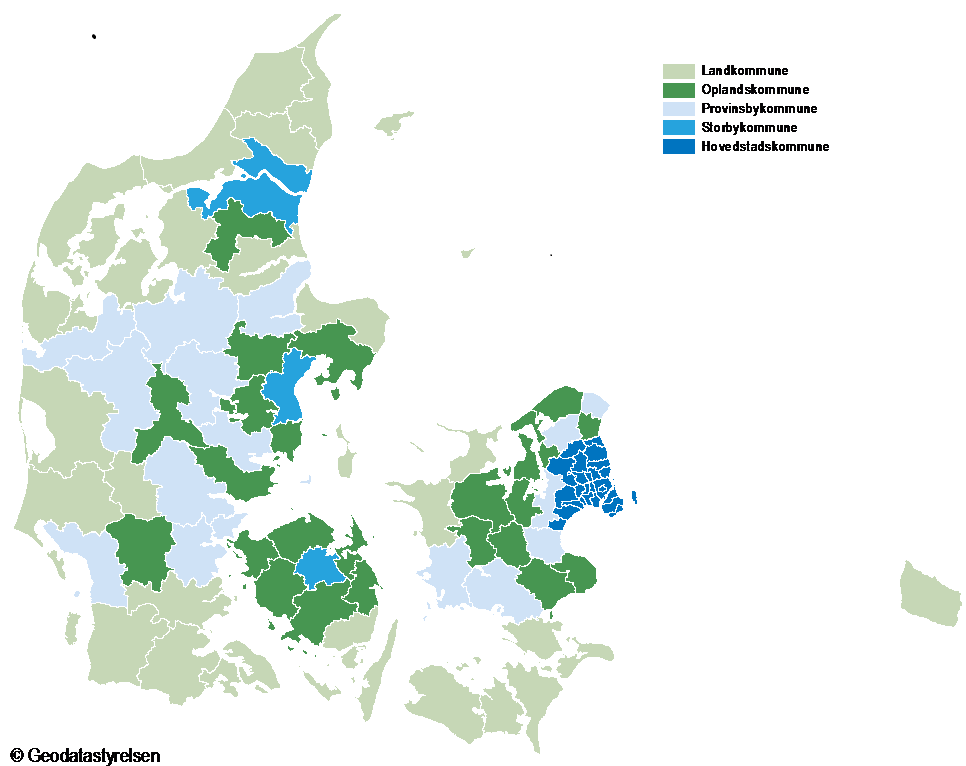 Landkommune
Oplandskommune
Provinsbykommune
Storbykommune
Hovedstadskommune
© Geodatastyrelsen